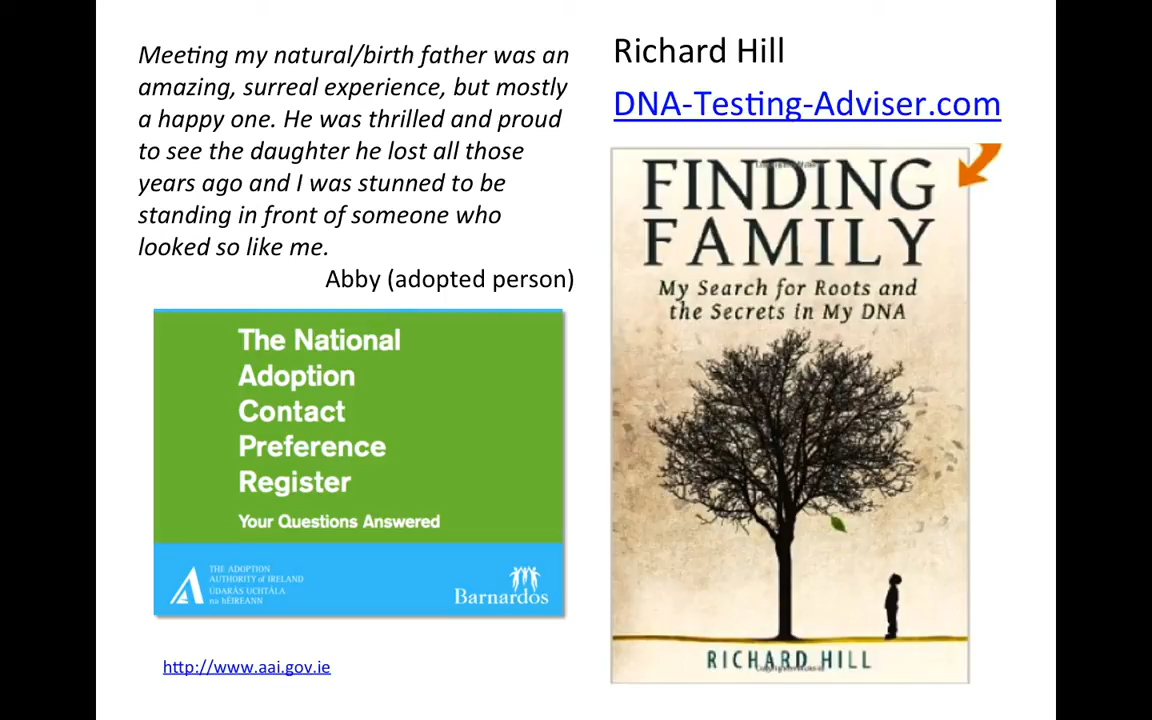 Meeting my natural/birth father was an
amazing, surreal experience, but mostly
a happy one. He was thrilled and proud
to see the daughter he lost all those
years ago and I was stunned to be
standing in front of someone who
looked so like me.
Abby (adopted person)
The National
Adoption
Contact
Preference
Register
Your Questions Answered
THE ADOPTION
AUTHORITY of IRELAND
ÚDARÁS UCHTÁLA
na hÉIREANN
Barnardos
http://www.aai.gov.ie
Richard Hill
DNA-Testing-Adviser.com
FINDING
FAMILY
My Search for Roots and
the Secrets in My DNA
RICHARD HILL